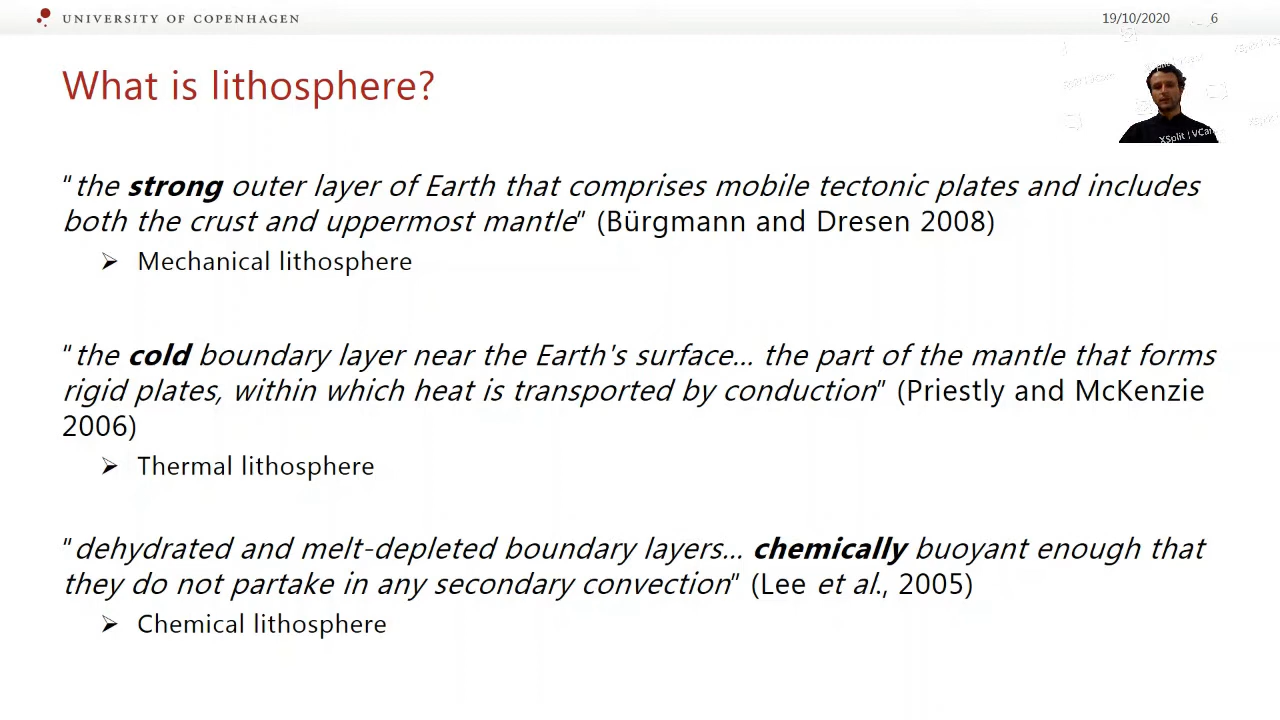 UNIVERSITY OF COPENHAGEN
19/10/2020 6
What is lithosphere?
"the strong outer layer of Earth that comprises mobile tectonic plates and includes
both the crust and uppermost mantle" (Bürgmann and Dresen 2008)
➢ Mechanical lithosphere
"the cold boundary layer near the Earth's surface... the part of the mantle that forms
rigid plates, within which heat is transported by conduction" (Priestly and McKenzie
2006)
➢ Thermal lithosphere
"dehydrated and melt-depleted boundary layers... chemically buoyant enough that
they do not partake in any secondary convection" (Lee et al., 2005)
➢ Chemical lithosphere
XSplit | VCam